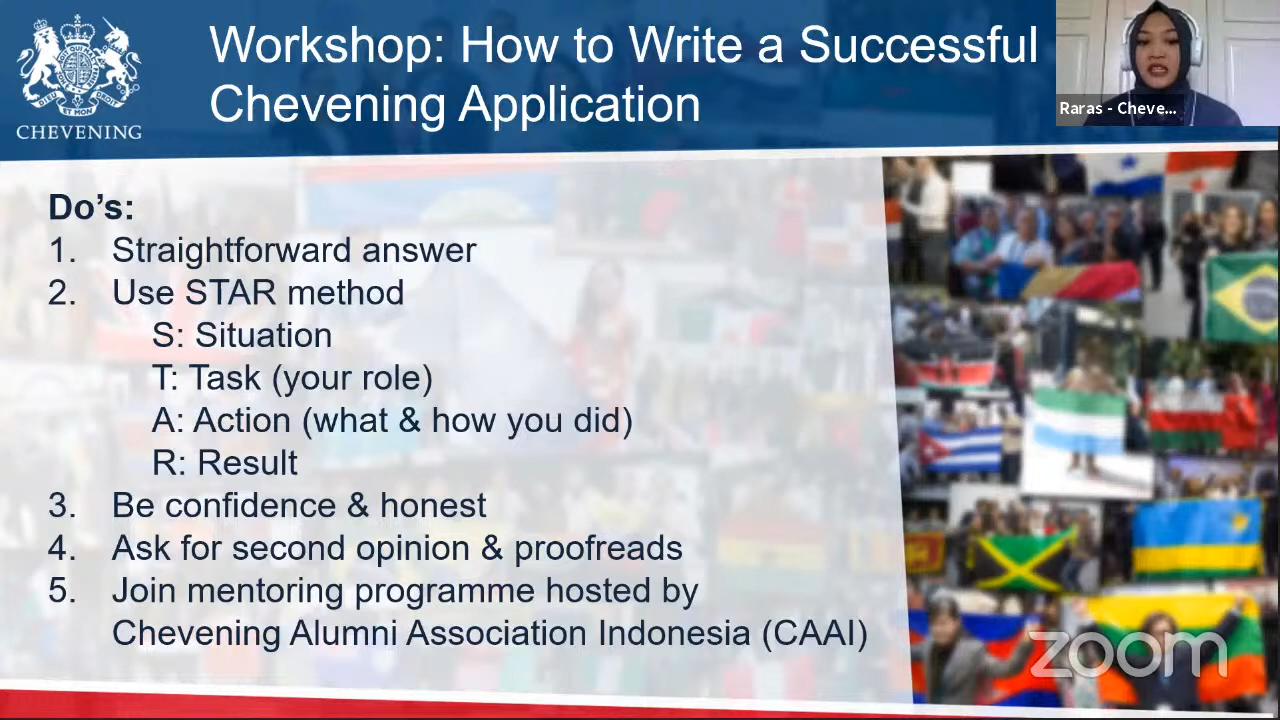 Workshop: How to Write a Successful
Chevening Application
CHEVENING
Raras - Cheve...
Do's:
1. Straightforward answer
2. Use STAR method
S: Situation
T: Task (your role)
A: Action (what & how you did)
R: Result
3. Be confidence & honest
4. Ask for second opinion & proofreads
5. Join mentoring programme hosted by
Chevening Alumni Association Indonesia (CAAI)
zoom